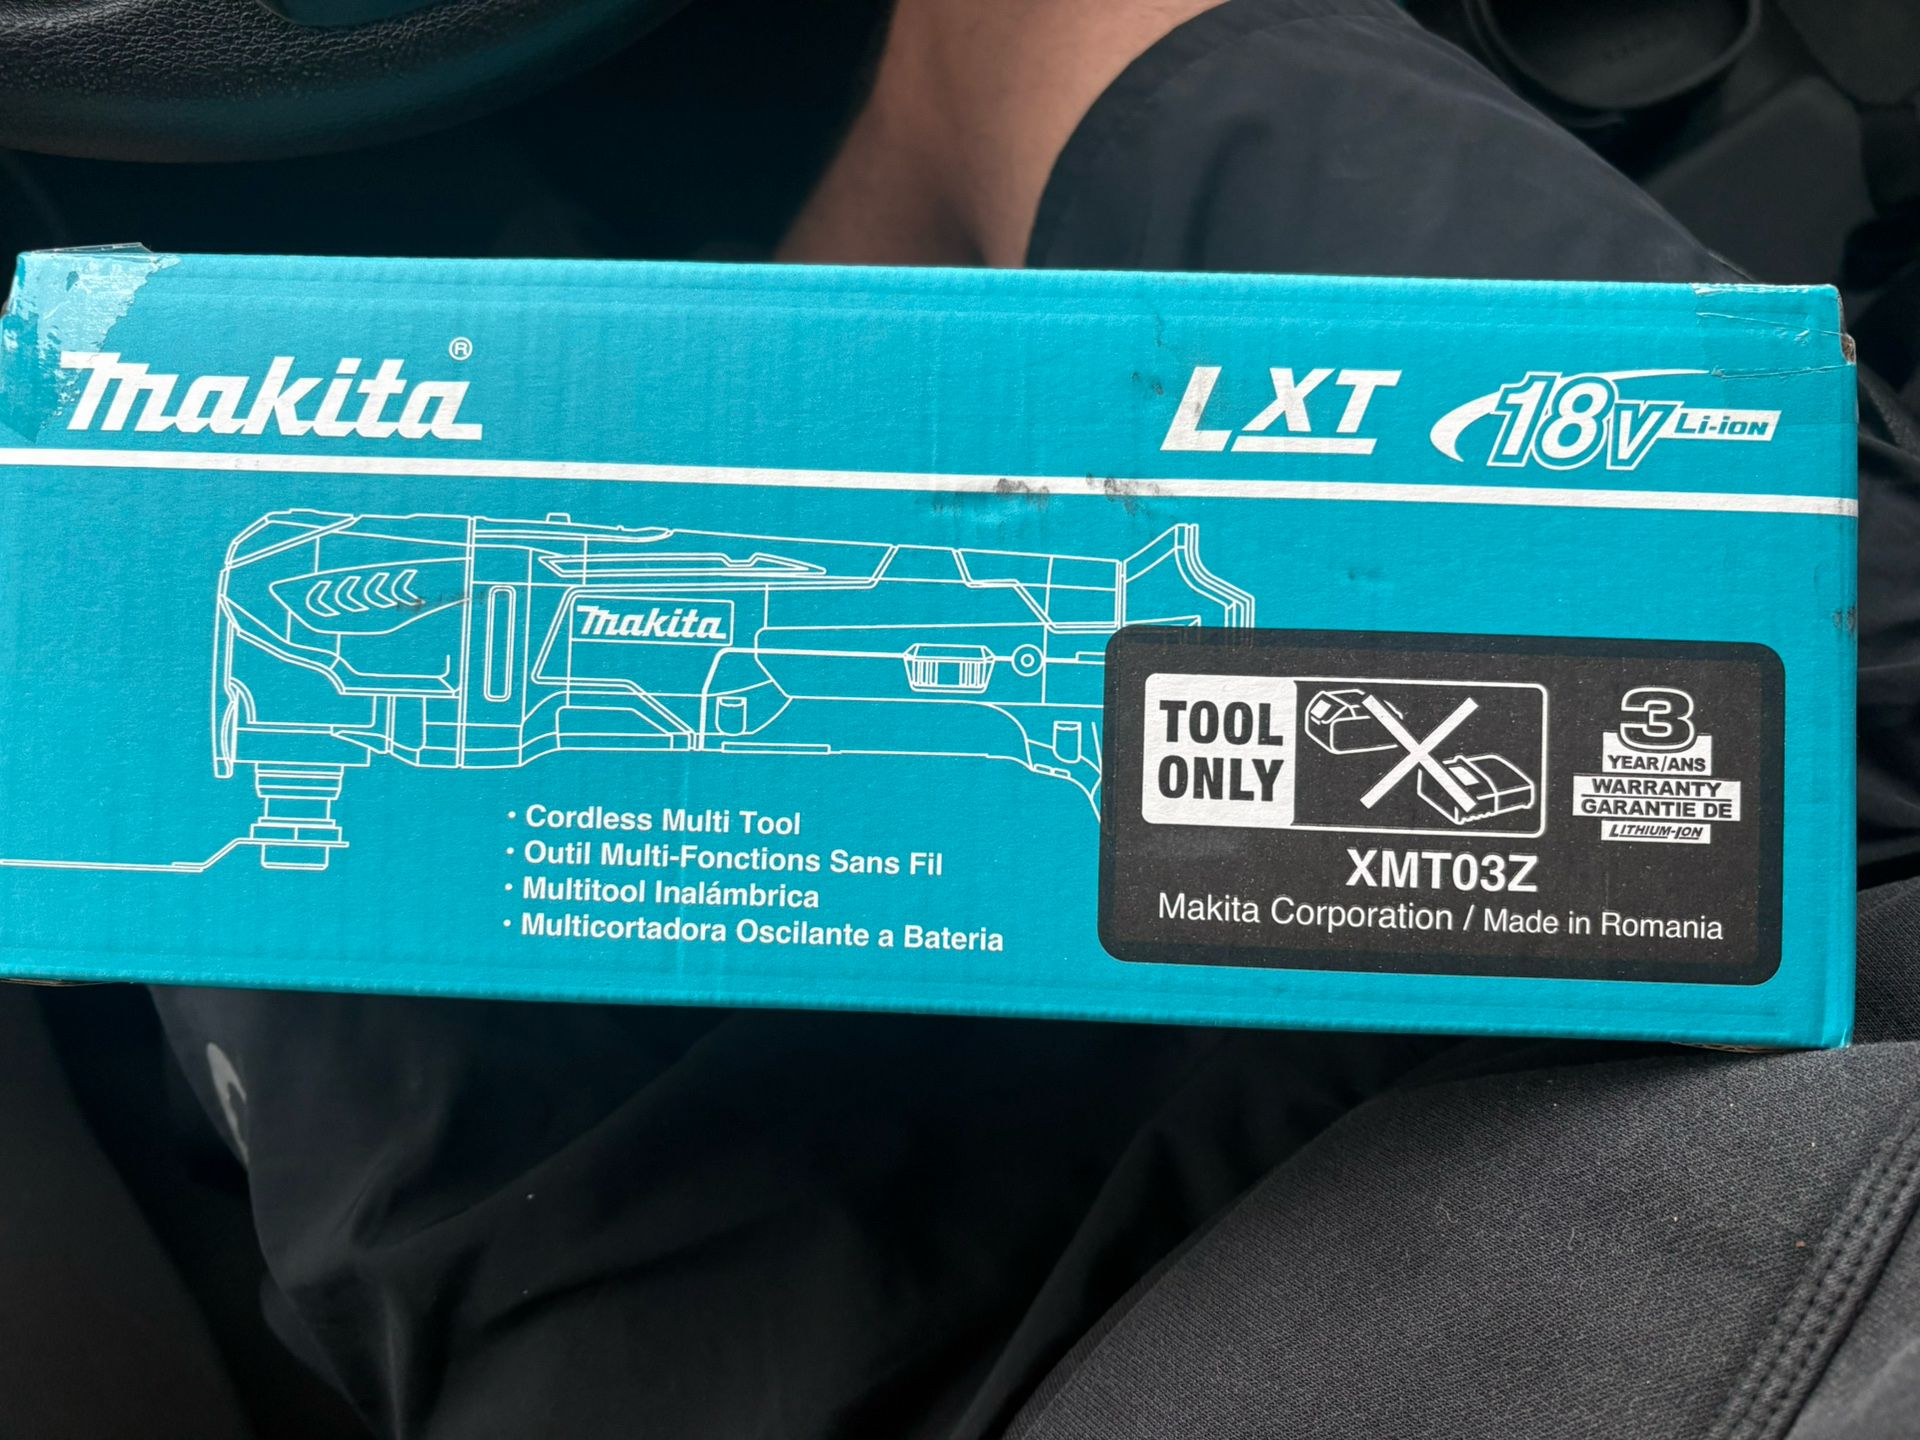 Makita®
LXT 18V Li-ion
Makita
TOOL
ONLY
3
YEAR/ANS
WARRANTY
GARANTIE DE
LITHIUM-ION
• Cordless Multi Tool
• Outil Multi-Fonctions Sans Fil
• Multitool Inalámbrica
• Multicortadora Oscilante a Bateria
XMT03Z
Makita Corporation / Made in Romania